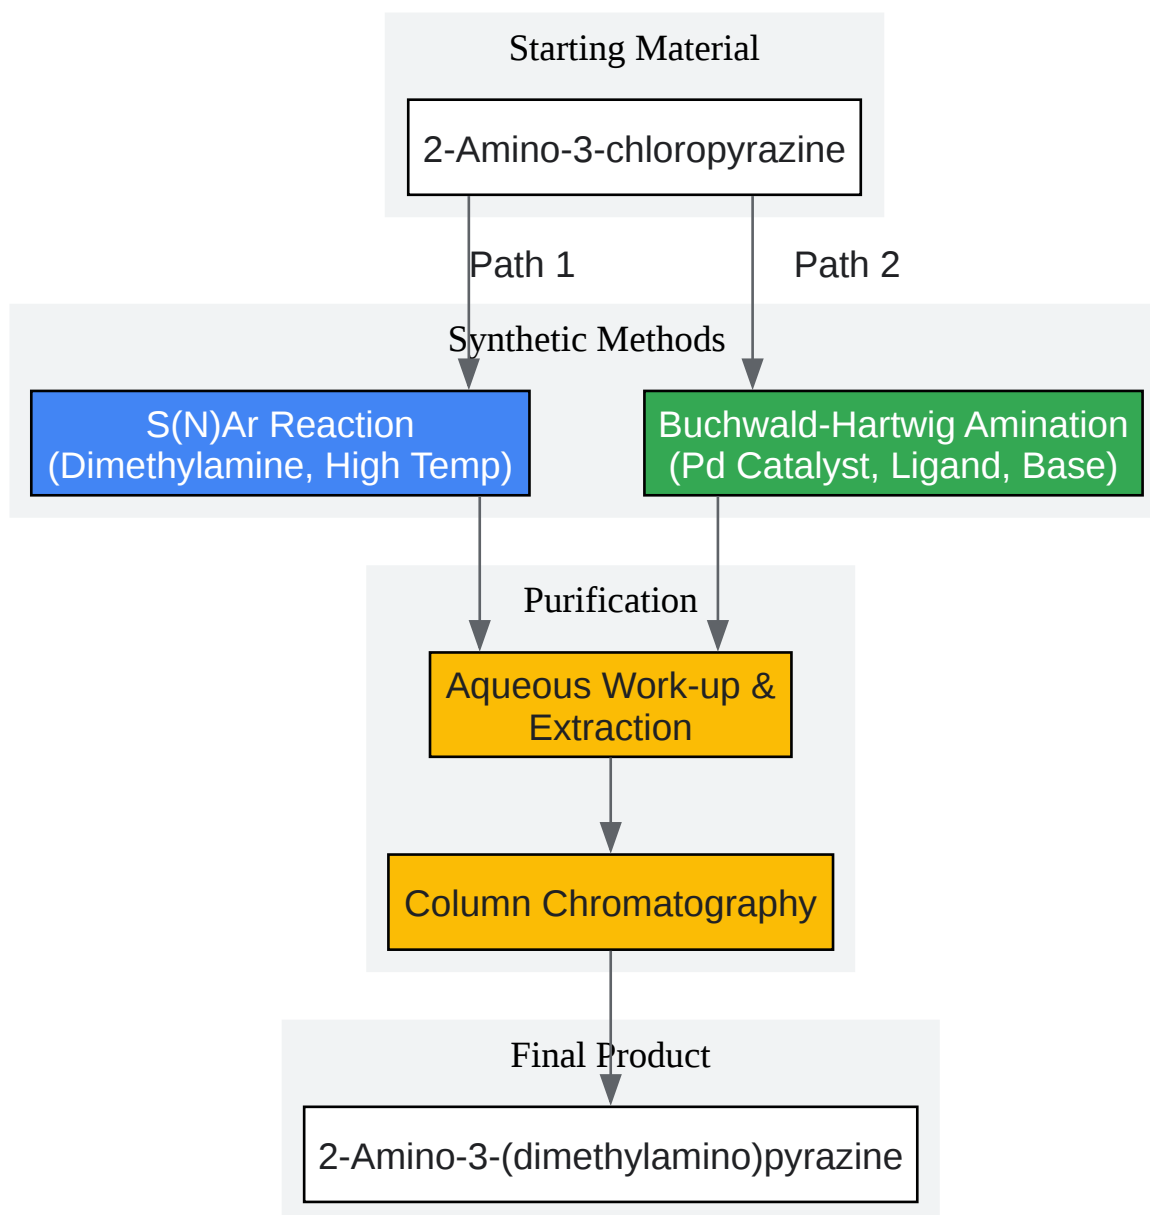 Starting Material
2-Amino-3-chloropyrazine
Path 1
Path 2
Synthetic Methods
S(N)Ar Reaction
(Dimethylamine, High Temp)
Buchwald-Hartwig Amination
(Pd Catalyst, Ligand, Base)
Purification
Aqueous Work-up &
Extraction
Column Chromatography
Final Product
2-Amino-3-(dimethylamino)pyrazine